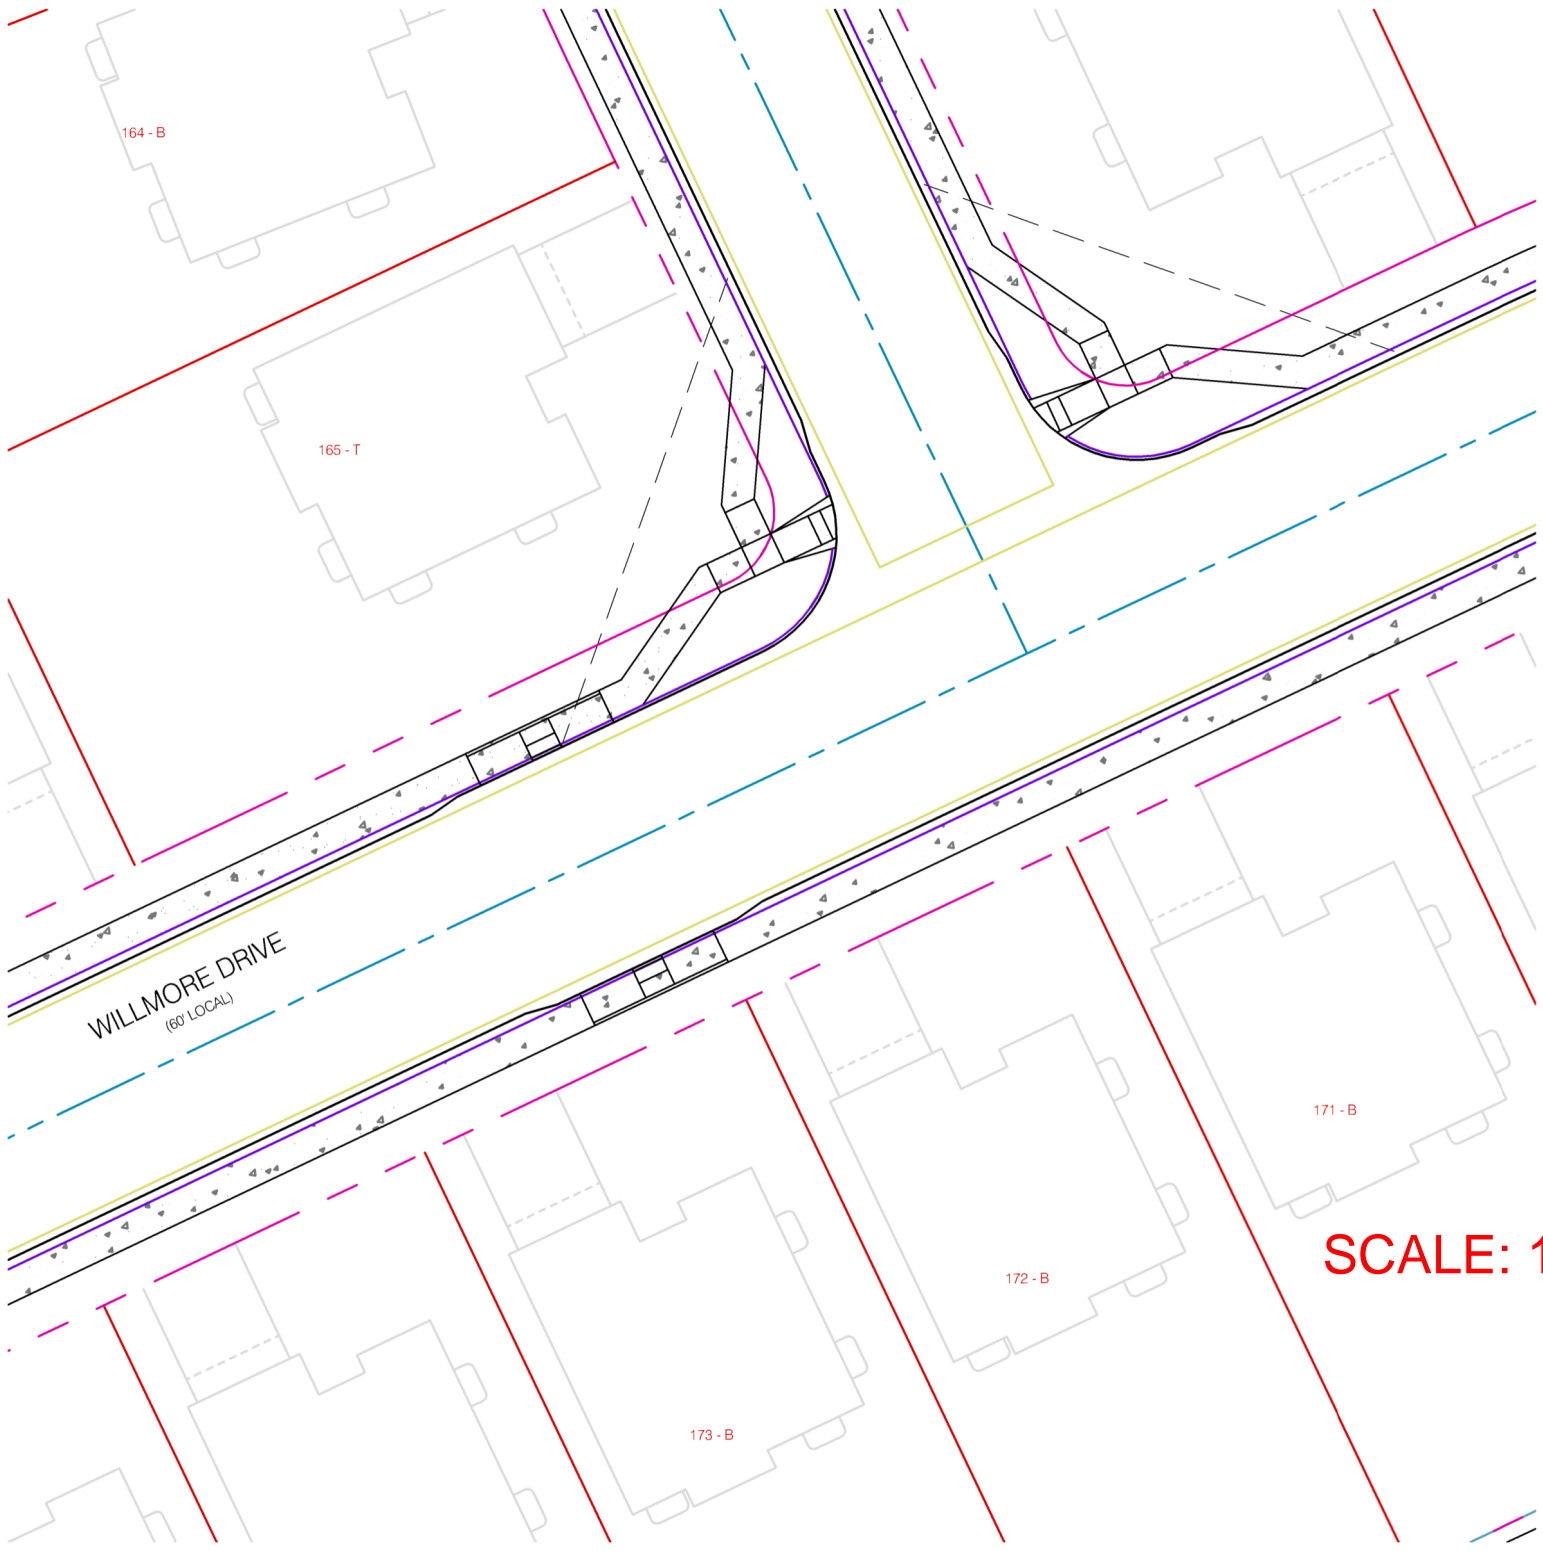 164 - B
165 - T
WILLMORE DRIVE
(60' LOCAL)
171 - B
SCALE: 1
172 - B
173 - B